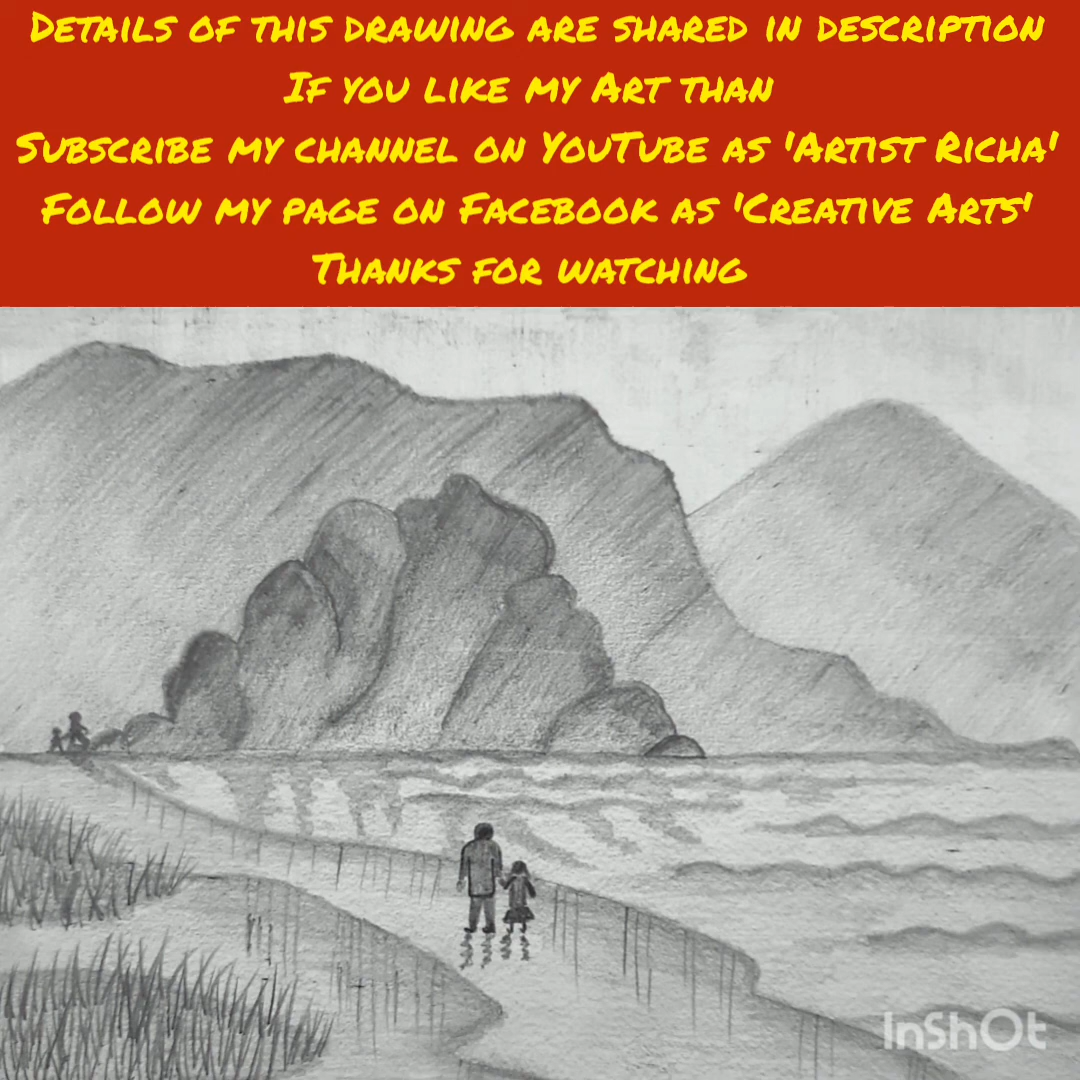 Details of this drawing are shared in description
If you like my Art than
Subscribe my channel on YouTube as 'Artist Richa'
Follow my page on Facebook as 'Creative Arts'
Thanks for watching
InShOt